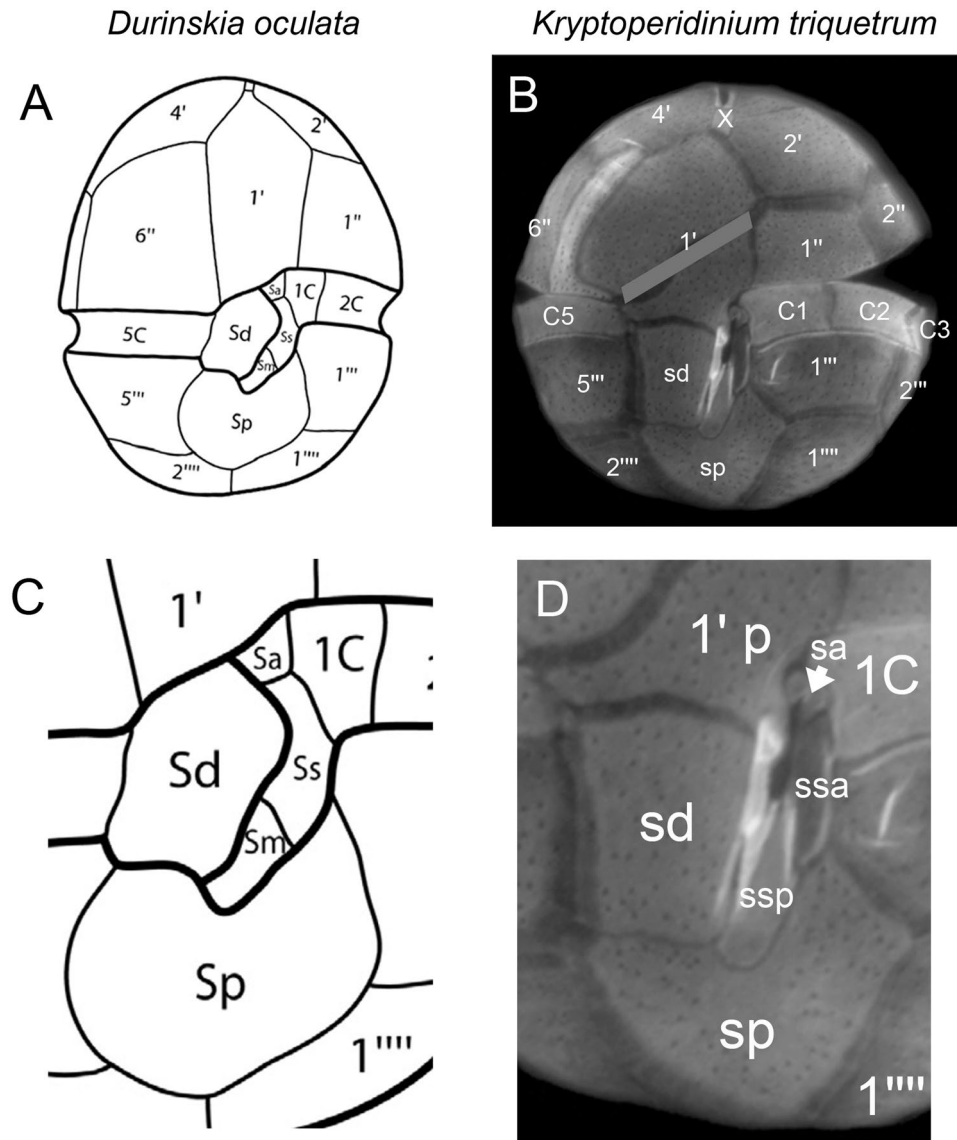 Durinskia oculata
Kryptoperidinium triquetrum
A
4'
2'
1'
6"
1"
Sa
1C
2C
5C
Sd
Ss
Sm
5'''
1'''
Sp
2''''
1''''
B
4'
X
2'
6"
1'
1"
2"
C5
C1
C2
C3
5'''
sd
1'''
2'''
2''''
sp
1''''
C
1'
Sa
1C
Sd
Ss
Sm
Sp
1''''
D
1' p
sa
1C
sd
ssa
ssp
sp
1''''